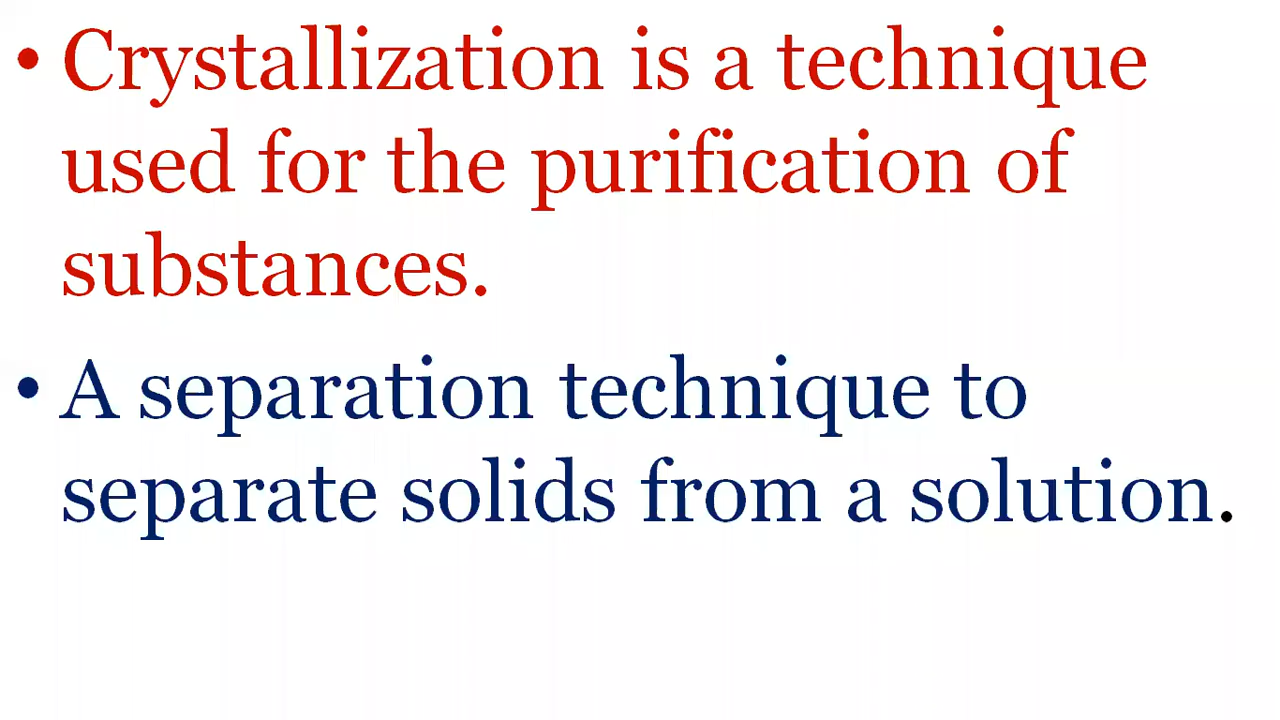 • Crystallization is a technique
used for the purification of
substances.
• A separation technique to
separate solids from a solution.